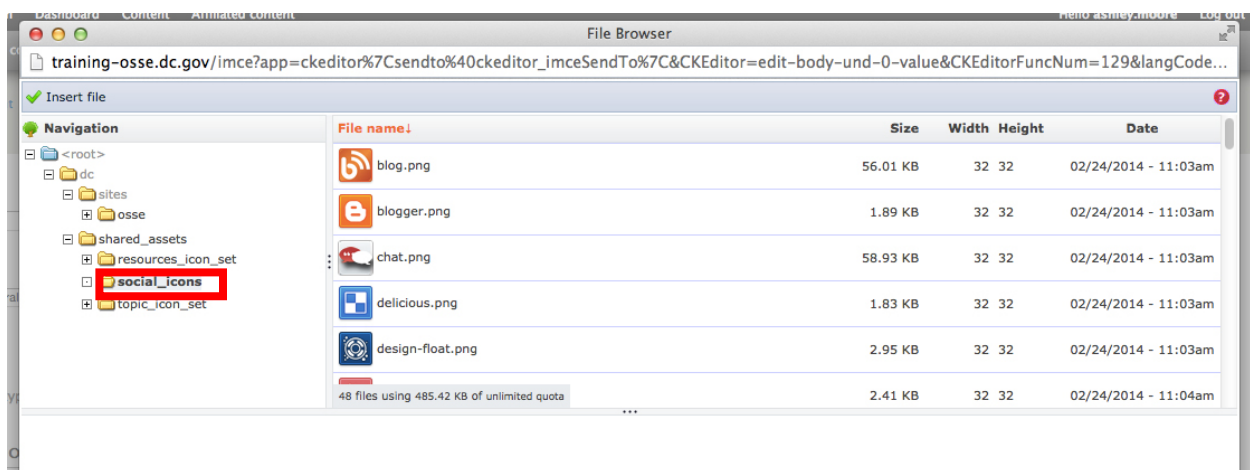 Dashboard Content Affiliated content Hello ashley.moore Log out
File Browser
training-osse.dc.gov/imce?app=ckeditor%7Csendto%40ckeditor_imceSendTo%7C&CKEditor=edit-body-und-0-value&CKEditorFuncNum=129&langCode...
Insert file
Navigation
File name↓ Size Width Height Date
<root>
dc
sites
osse
shared_assets
resources_icon_set
social_icons
topic_icon_set
blog.png 56.01 KB 32 32 02/24/2014 - 11:03am
blogger.png 1.89 KB 32 32 02/24/2014 - 11:03am
chat.png 58.93 KB 32 32 02/24/2014 - 11:03am
delicious.png 1.83 KB 32 32 02/24/2014 - 11:03am
design-float.png 2.95 KB 32 32 02/24/2014 - 11:03am
2.41 KB 32 32 02/24/2014 - 11:04am
48 files using 485.42 KB of unlimited quota